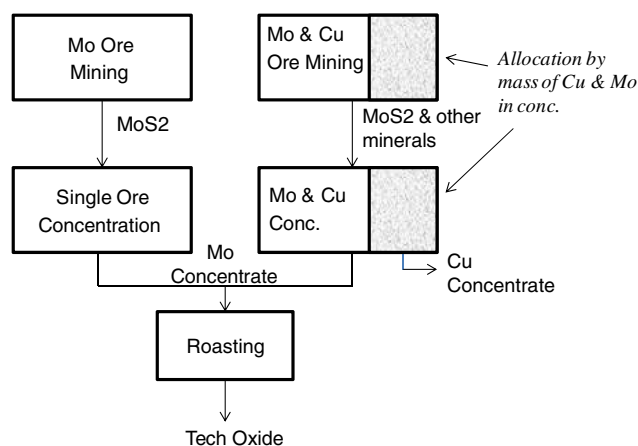 Mo Ore
Mining
Mo & Cu
Ore Mining
Allocation by
mass of Cu & Mo
in conc.
MoS2
MoS2 & other
minerals
Single Ore
Concentration
Mo & Cu
Conc.
Mo
Concentrate
Cu
Concentrate
Roasting
Tech Oxide